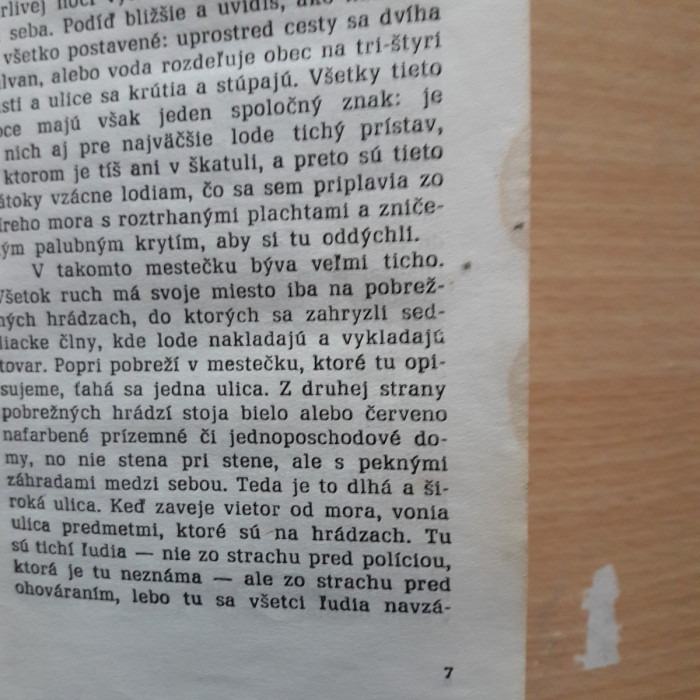 seba. Podíď bližšie a uvidíš,
všetko postavené: uprostred cesty sa dvíha
alebo voda rozdeľuje obec na tri-štyri
a ulice sa krútia a stúpajú. Všetky tieto
majú však jeden spoločný znak: je
nich aj pre najväčšie lode tichý prístav,
ktorom je tíš ani v škatuli, a preto sú tieto
vzácne lodiam, čo sa sem priplavia zo
mora s roztrhanými plachtami a zniče-
palubným krytím, aby si tu oddýchli.
V takomto mestečku býva veľmi ticho.
Všetok ruch má svoje miesto iba na pobrež-
ných hrádzach, do ktorých sa zahryzli sed-
liacke člny, kde lode nakladajú a vykladajú
tovar. Popri pobreží v mestečku, ktoré tu opi-
sujeme, ťahá sa jedna ulica. Z druhej strany
pobrežných hrádzí stoja bielo alebo červeno
nafarbené prízemné či jednoposchodové do-
my, no nie stena pri stene, ale s peknými
záhradami medzi sebou. Teda je to dlhá a ši-
roká ulica. Keď zaveje vietor od mora, vonia
ulica predmetmi, ktoré sú na hrádzach. Tu
sú tichí ľudia — nie zo strachu pred políciou,
ktorá je tu neznáma — ale zo strachu pred
ohováraním, lebo tu sa všetci ľudia navzá-
7